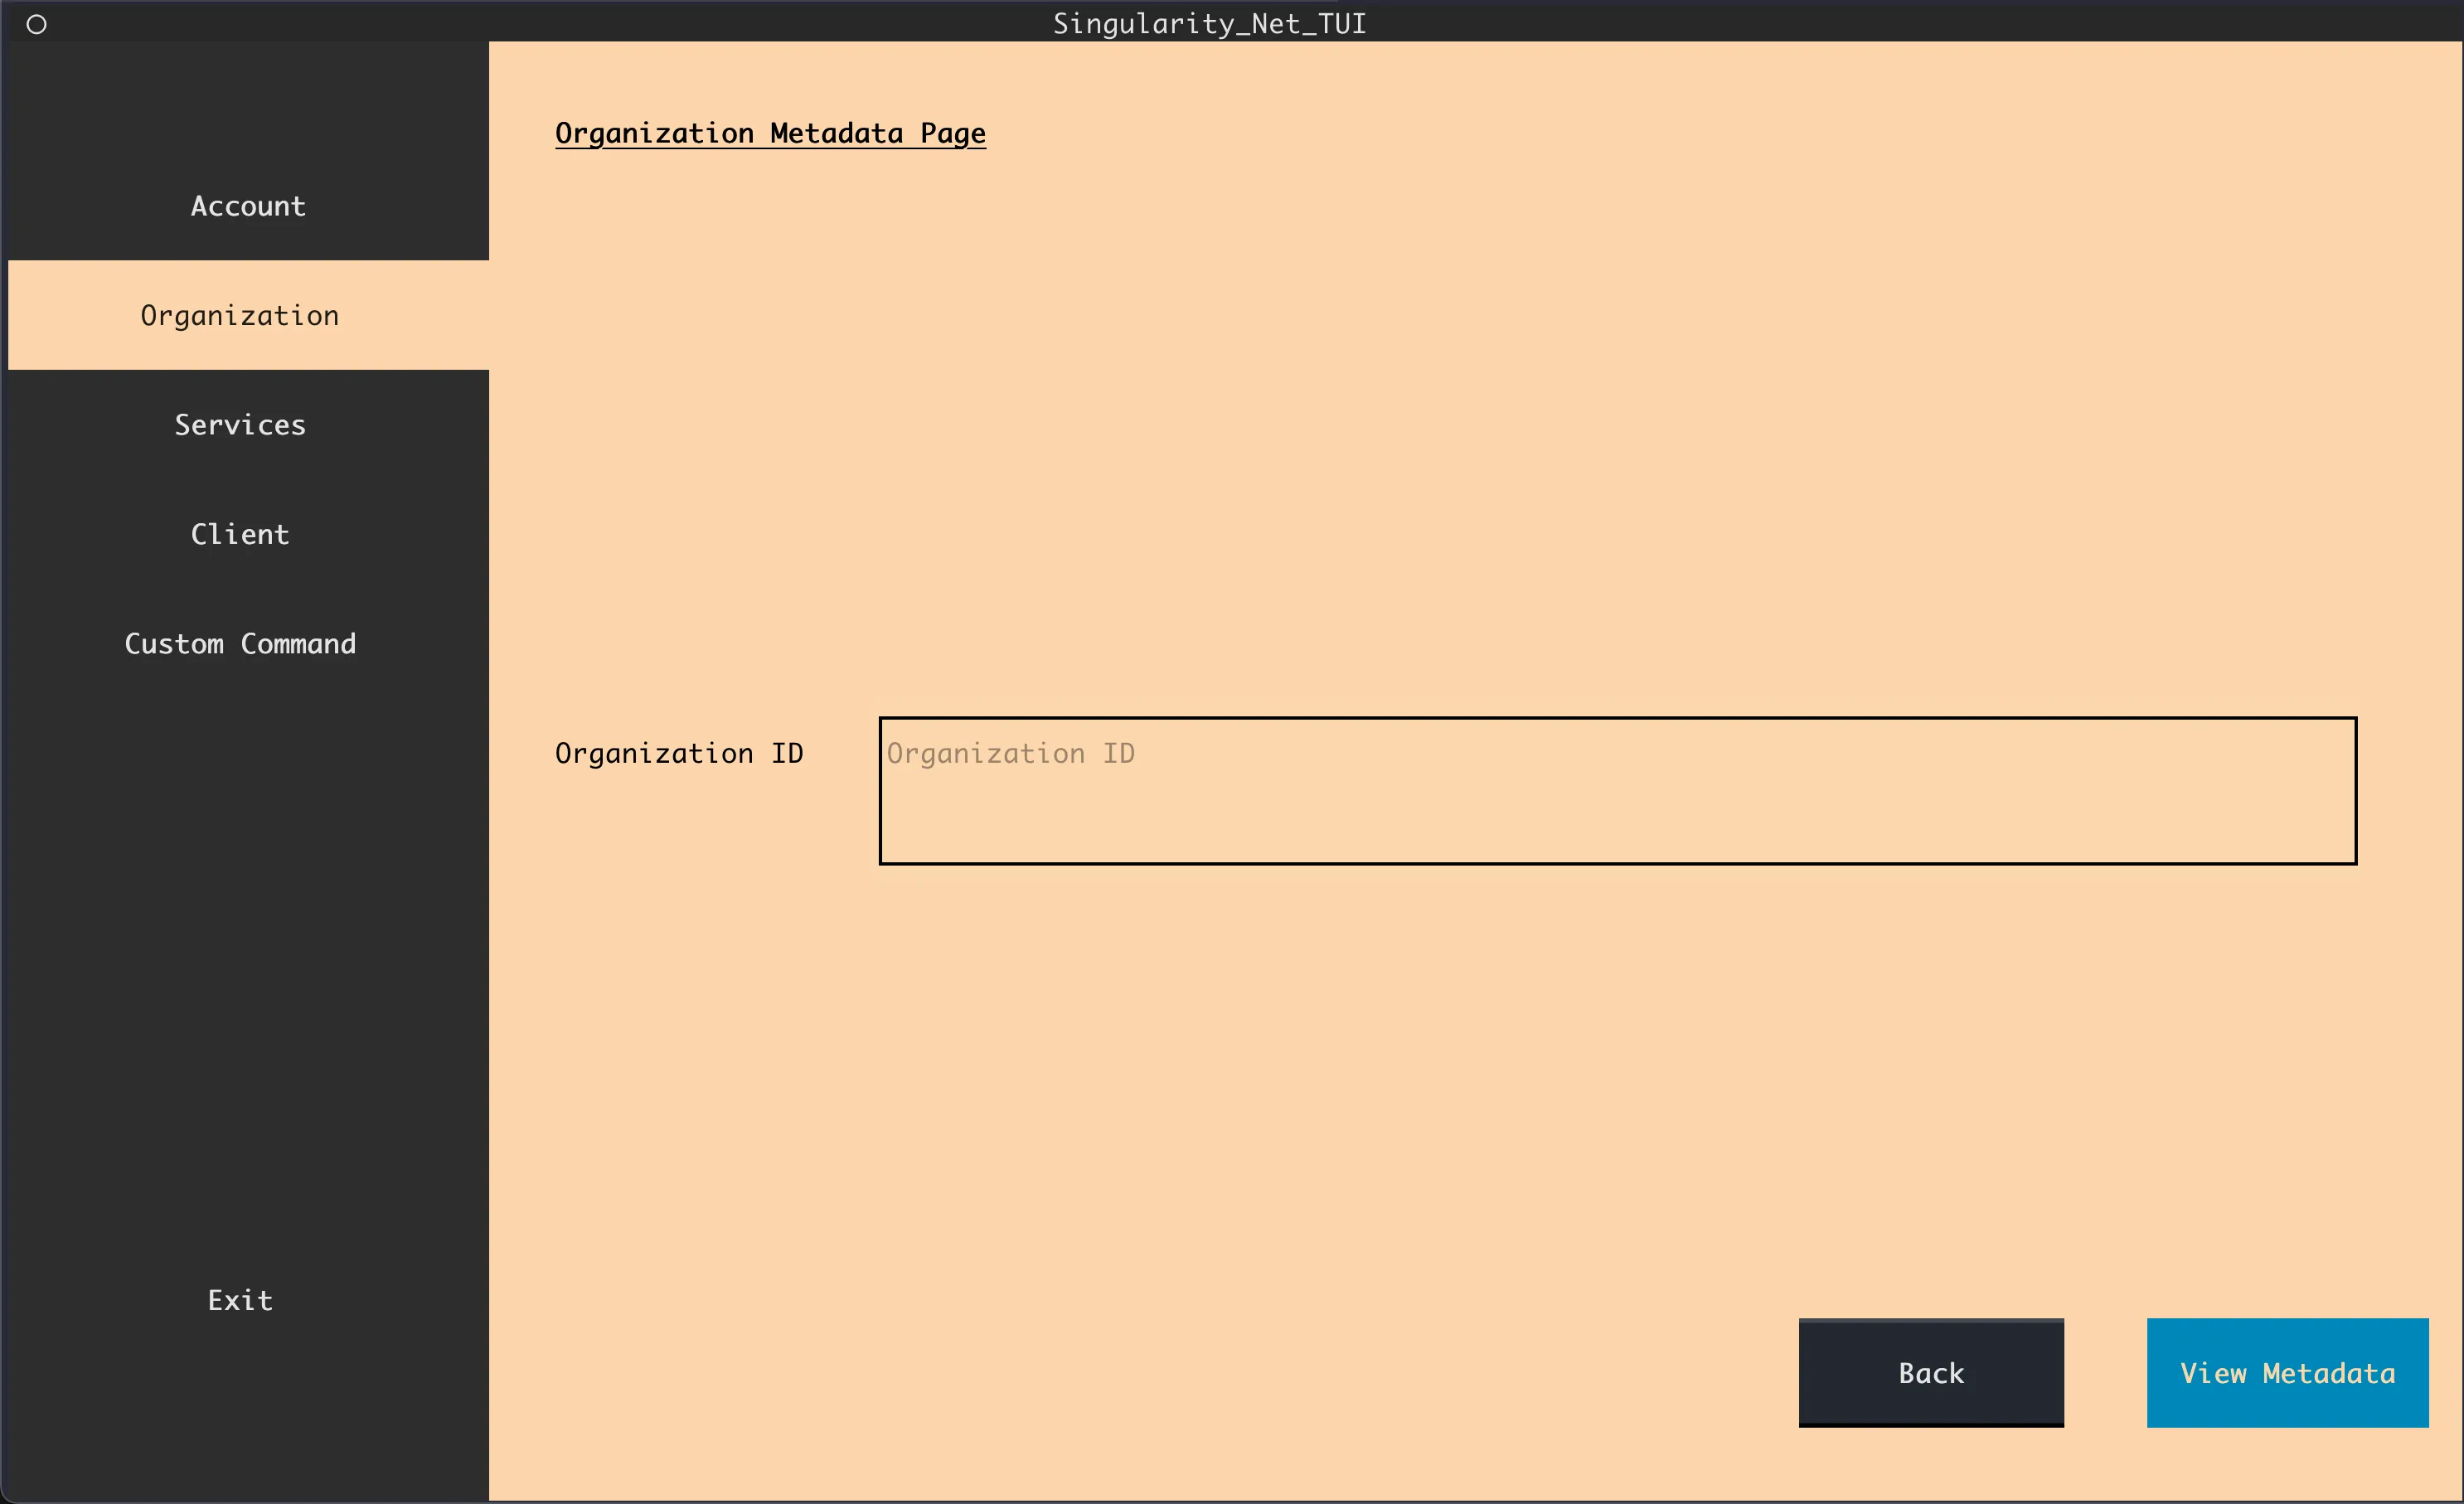 Singularity_Net_TUI
Account
Organization
Services
Client
Custom Command
Exit
Organization Metadata Page
Organization ID
Organization ID
Back
View Metadata